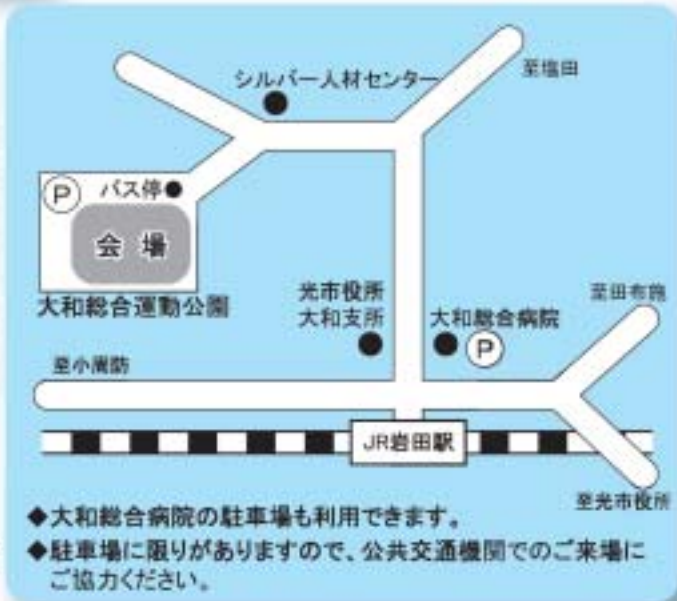 シルバー人材センター
至塩田
P
バス停
会場
大和総合運動公園
光市役所
大和支所
大和総合病院
P
至田布施
至小周防
JR岩田駅
至光市役所
◆大和総合病院の駐車場も利用できます。
◆駐車場に限りがありますので、公共交通機関でのご来場に
ご協力ください。